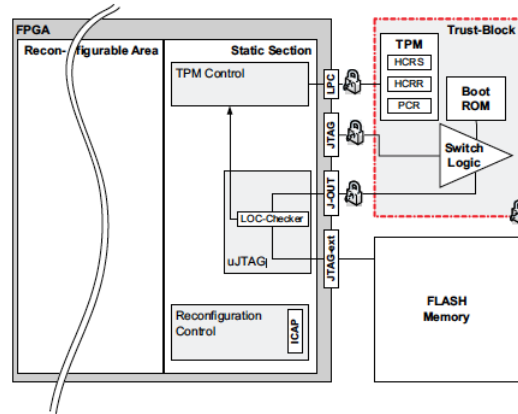 FPGA
Recon-figurable Area
Static Section
TPM Control
LOC-Checker
uJTAG
Reconfiguration
Control
ICAP
LPC
JTAG
J-OUT
JTAG-ext
Trust-Block
TPM
HCRS
HCRR
PCR
Boot
ROM
Switch
Logic
FLASH
Memory